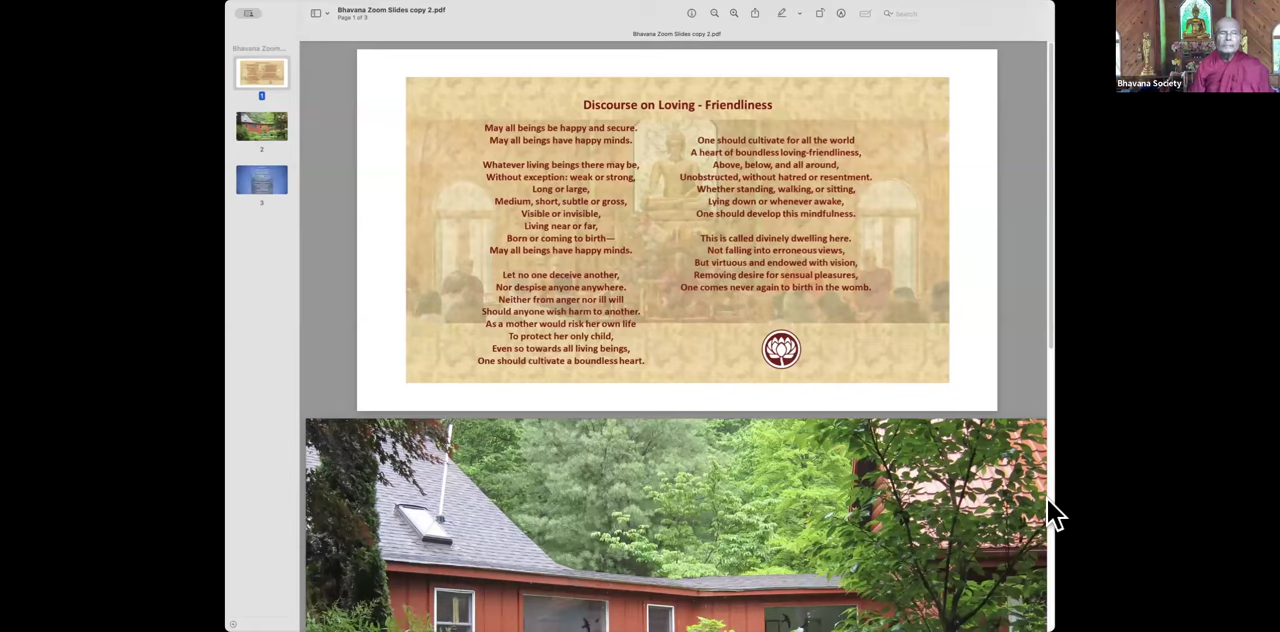 Bhavana Zoom Slides copy 2.pdf
Page 1 of 3
Search
Bhavana Zoom Slides copy 2.pdf
Bhavana Zoom...
1
2
3
Discourse on Loving - Friendliness
May all beings be happy and secure.
May all beings have happy minds.
Whatever living beings there may be,
Without exception: weak or strong,
Long or large,
Medium, short, subtle or gross,
Visible or invisible,
Living near or far,
Born or coming to birth—
May all beings have happy minds.
Let no one deceive another,
Nor despise anyone anywhere.
Neither from anger nor ill will
Should anyone wish harm to another.
As a mother would risk her own life
To protect her only child,
Even so towards all living beings,
One should cultivate a boundless heart.
One should cultivate for all the world
A heart of boundless loving-friendliness,
Above, below, and all around,
Unobstructed, without hatred or resentment.
Whether standing, walking, or sitting,
Lying down or whenever awake,
One should develop this mindfulness.
This is called divinely dwelling here.
Not falling into erroneous views,
But virtuous and endowed with vision,
Removing desire for sensual pleasures,
One comes never again to birth in the womb.
Bhavana Society